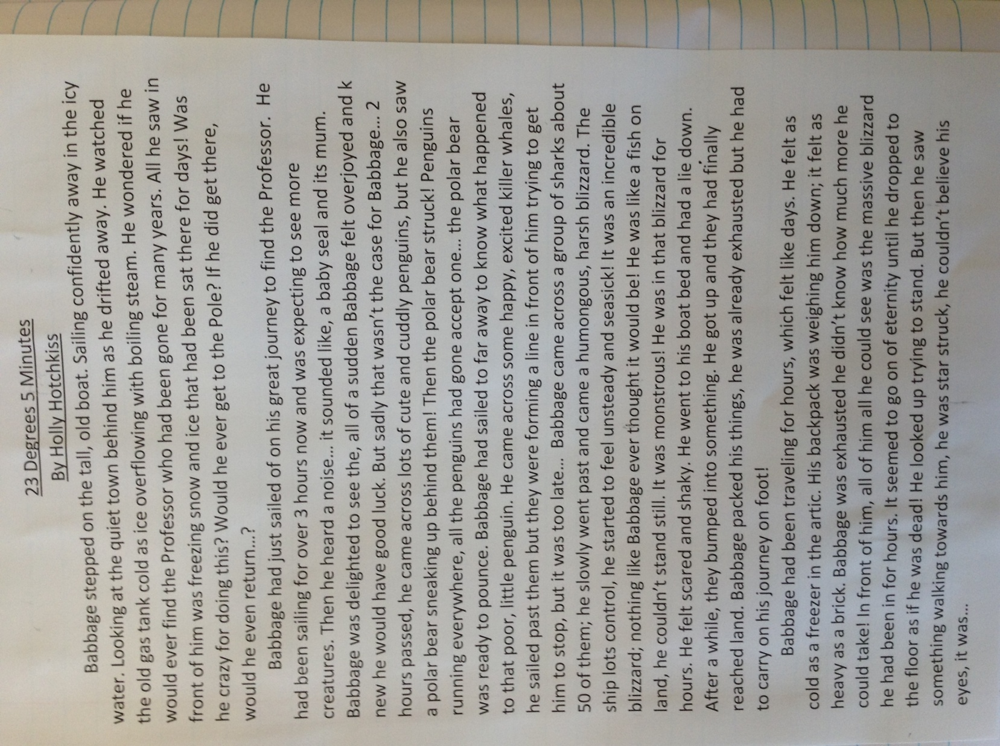 23 Degrees 5 Minutes
By Holly Hotchkiss
Babbage stepped on the tall, old boat. Sailing confidently away in the icy
water. Looking at the quiet town behind him as he drifted away. He watched
the old gas tank cold as ice overflowing with boiling steam. He wondered if he
would ever find the Professor who had been gone for many years. All he saw in
front of him was freezing snow and ice that had been sat there for days! Was
he crazy for doing this? Would he ever get to the Pole? If he did get there,
would he even return...?
Babbage had just sailed of on his great journey to find the Professor. He
had been sailing for over 3 hours now and was expecting to see more
creatures. Then he heard a noise... it sounded like, a baby seal and its mum.
Babbage was delighted to see the, all of a sudden Babbage felt overjoyed and k
new he would have good luck. But sadly that wasn't the case for Babbage... 2
hours passed, he came across lots of cute and cuddly penguins, but he also saw
a polar bear sneaking up behind them! Then the polar bear struck! Penguins
running everywhere, all the penguins had gone accept one... the polar bear
was ready to pounce. Babbage had sailed to far away to know what happened
to that poor, little penguin. He came across some happy, excited killer whales,
he sailed past them but they were forming a line in front of him trying to get
him to stop, but it was too late... Babbage came across a group of sharks about
50 of them; he slowly went past and came a humongous, harsh blizzard. The
ship lots control, he started to feel unsteady and seasick! It was an incredible
blizzard; nothing like Babbage ever thought it would be! He was like a fish on
land, he couldn't stand still. It was monstrous! He was in that blizzard for
hours. He felt scared and shaky. He went to his boat bed and had a lie down.
After a while, they bumped into something. He got up and they had finally
reached land. Babbage packed his things, he was already exhausted but he had
to carry on his journey on foot!
Babbage had been traveling for hours, which felt like days. He felt as
cold as a freezer in the artic. His backpack was weighing him down; it felt as
heavy as a brick. Babbage was exhausted he didn't know how much more he
could take! In front of him, all of him all he could see was the massive blizzard
he had been in for hours. It seemed to go on of eternity until he dropped to
the floor as if he was dead! He looked up trying to stand. But then he saw
something walking towards him, he was star struck, he couldn't believe his
eyes, it was...